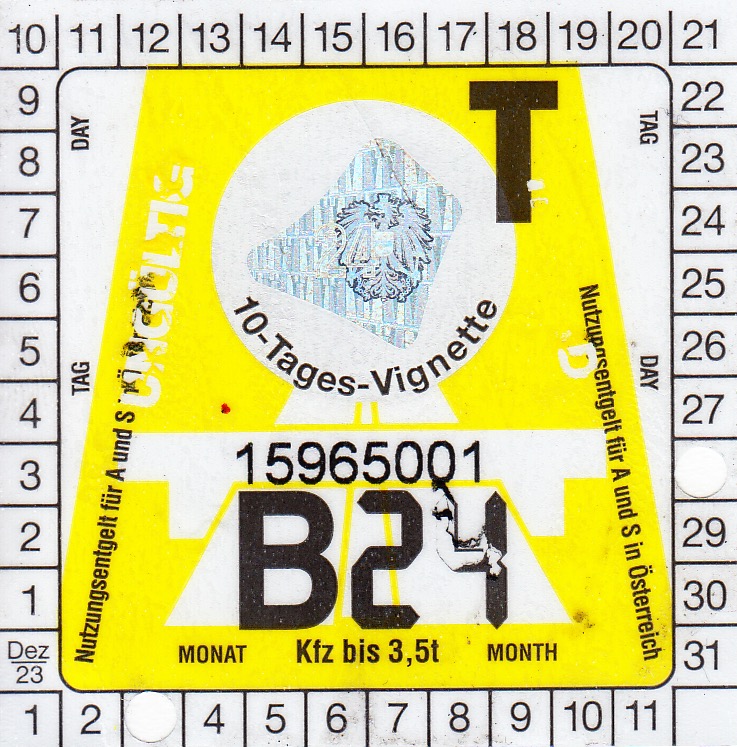 10 11 12 13 14 15 16 17 18 19 20 21
9 22
8 23
7 24
6 25
5 26
4 27
3
2 29
1 30
Dez
23
31
1 2 4 5 6 7 8 9 10 11
DAY
TAG
TAG
DAY
T
UNGÜLTIG
10-Tages-Vignette
Nutzungsentgelt für A und S
Nutzungsentgelt für A und S in Österreich
15965001
B24
MONAT Kfz bis 3,5t MONTH